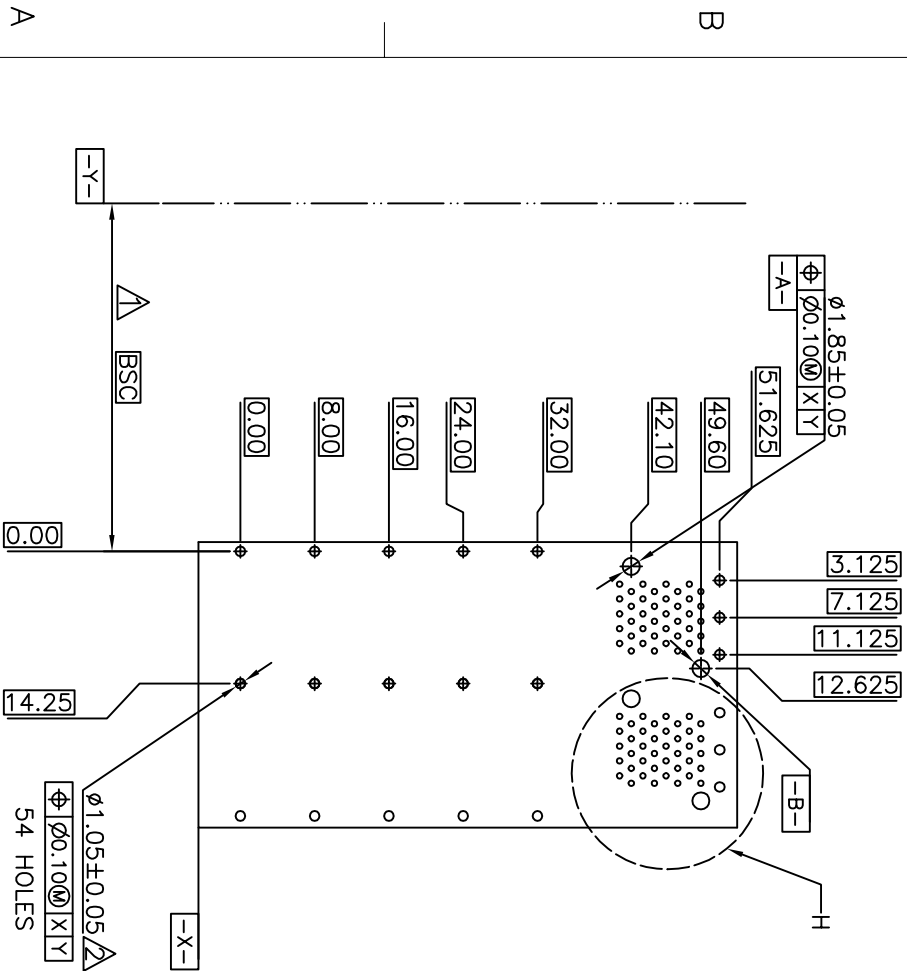 A
B
-Y-
1
BSC
ø1.85±0.05
⌖ Ø0.10Ⓜ X Y
-A-
51.625
49.60
42.10
32.00
24.00
16.00
8.00
0.00
3.125
7.125
11.125
12.625
-B-
H
0.00
14.25
ø1.05±0.05 2
⌖ Ø0.10Ⓜ X Y
54 HOLES
-X-